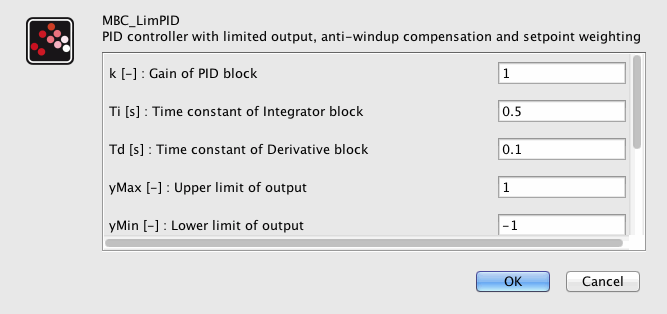 MBC_LimPID
PID controller with limited output, anti-windup compensation and setpoint weighting
k [-] : Gain of PID block
1
Ti [s] : Time constant of Integrator block
0.5
Td [s] : Time constant of Derivative block
0.1
yMax [-] : Upper limit of output
1
yMin [-] : Lower limit of output
-1
OK
Cancel